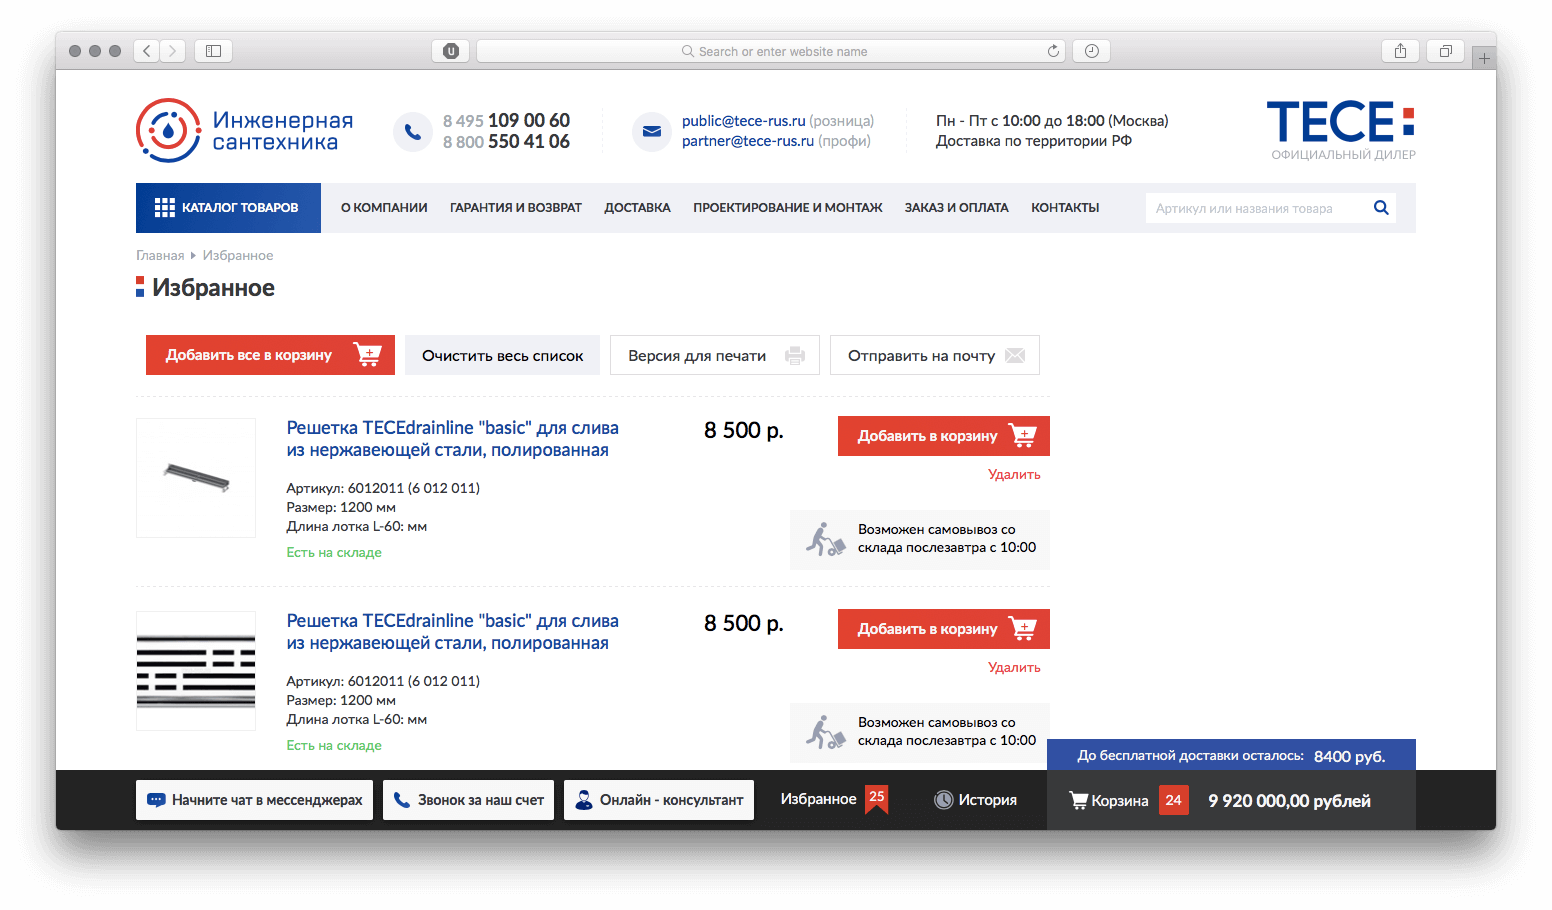 Search or enter website name
Инженерная
сантехника
8 495 109 00 60
8 800 550 41 06
public@tece-rus.ru (розница)
partner@tece-rus.ru (профи)
Пн - Пт с 10:00 до 18:00 (Москва)
Доставка по территории РФ
TECE
ОФИЦИАЛЬНЫЙ ДИЛЕР
КАТАЛОГ ТОВАРОВ
О КОМПАНИИ
ГАРАНТИЯ И ВОЗВРАТ
ДОСТАВКА
ПРОЕКТИРОВАНИЕ И МОНТАЖ
ЗАКАЗ И ОПЛАТА
КОНТАКТЫ
Артикул или названия товара
Главная
Избранное
Избранное
Добавить все в корзину
Очистить весь список
Версия для печати
Отправить на почту
Решетка TECEdrainline "basic" для слива
из нержавеющей стали, полированная
8 500 р.
Добавить в корзину
Удалить
Артикул: 6012011 (6 012 011)
Размер: 1200 мм
Длина лотка L-60: мм
Есть на складе
Возможен самовывоз со
склада послезавтра с 10:00
Решетка TECEdrainline "basic" для слива
из нержавеющей стали, полированная
8 500 р.
Добавить в корзину
Удалить
Артикул: 6012011 (6 012 011)
Размер: 1200 мм
Длина лотка L-60: мм
Есть на складе
Возможен самовывоз со
склада послезавтра с 10:00
До бесплатной доставки осталось: 8400 руб.
Начните чат в мессенджерах
Звонок за наш счет
Онлайн - консультант
Избранное 25
История
Корзина 24
9 920 000,00 рублей